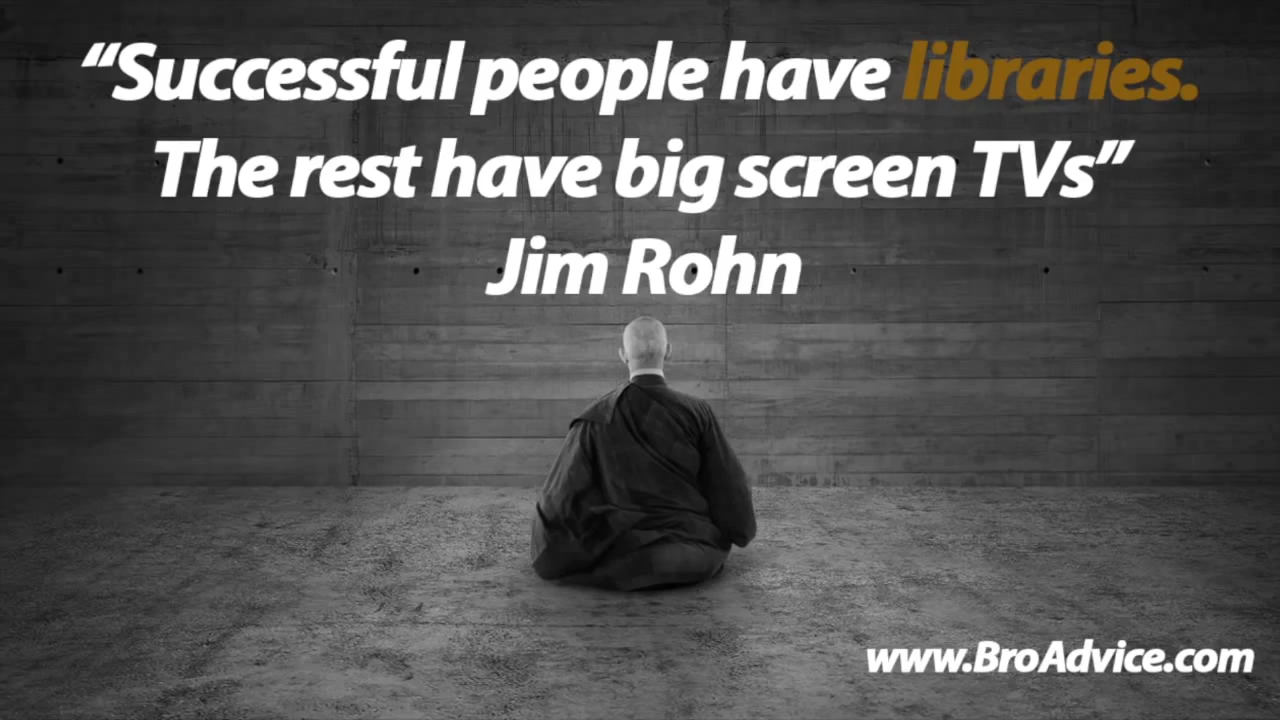 “Successful people have libraries.
The rest have big screen TVs”
Jim Rohn
www.BroAdvice.com